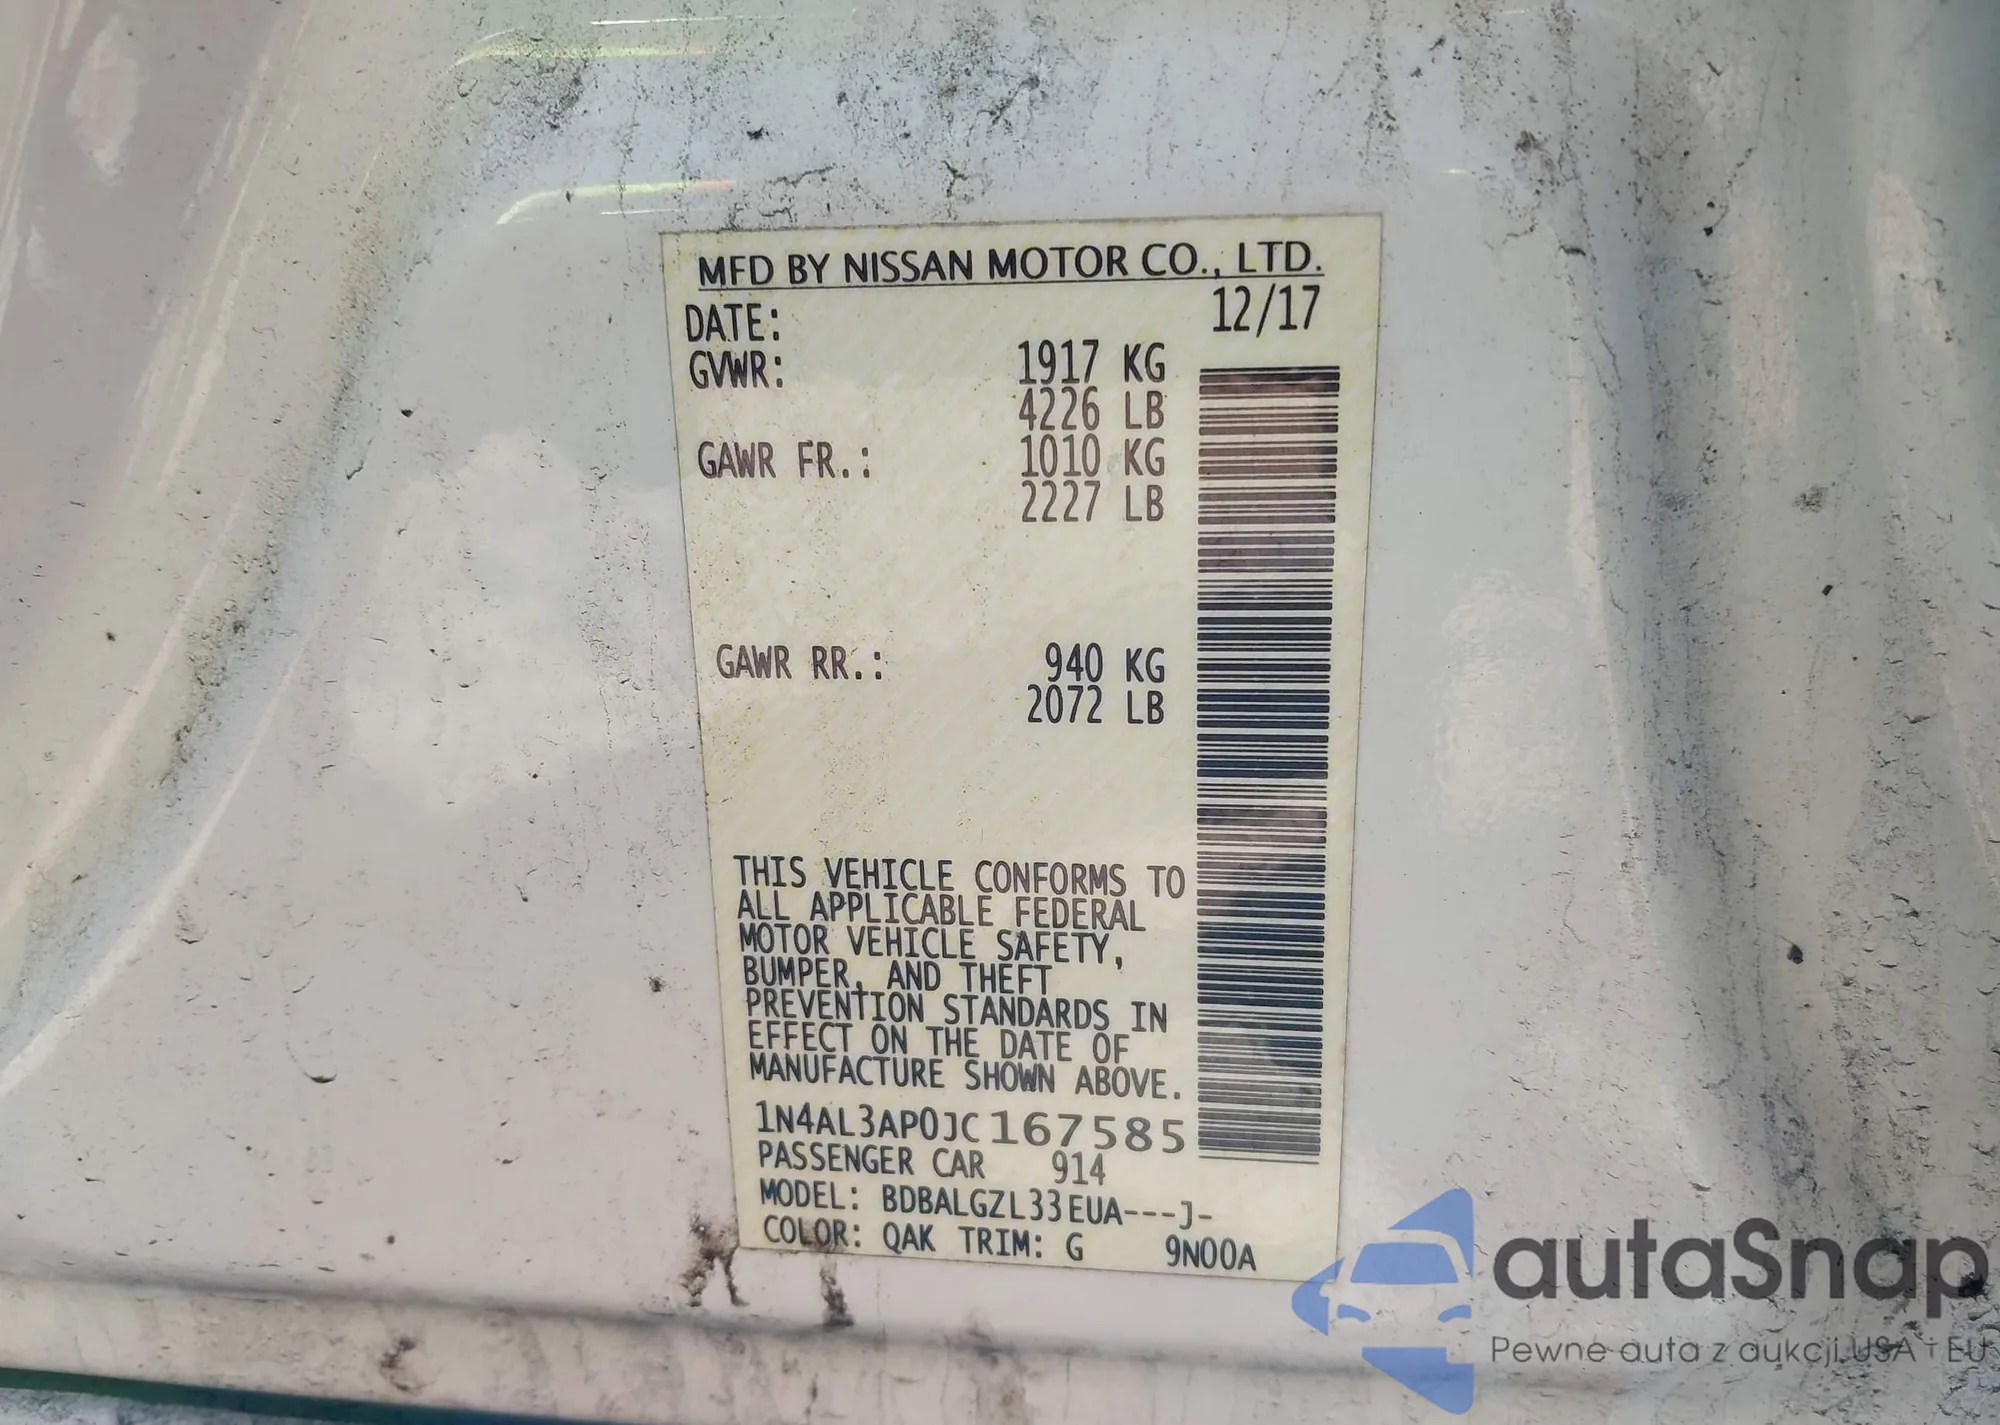 MFD BY NISSAN MOTOR CO., LTD.
DATE: 12/17
GVWR: 1917 KG
4226 LB
GAWR FR.: 1010 KG
2227 LB
GAWR RR.: 940 KG
2072 LB
THIS VEHICLE CONFORMS TO
ALL APPLICABLE FEDERAL
MOTOR VEHICLE SAFETY,
BUMPER, AND THEFT
PREVENTION STANDARDS IN
EFFECT ON THE DATE OF
MANUFACTURE SHOWN ABOVE.
1N4AL3AP0JC167585
PASSENGER CAR 914
MODEL: BDBALGZL33EUA---J-
COLOR: QAK TRIM: G 9N00A
autaSnap
Pewne auta z aukcji USA i EU